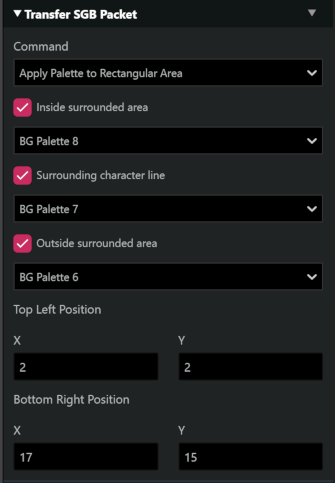 Transfer SGB Packet
Command
Apply Palette to Rectangular Area
Inside surrounded area
BG Palette 8
Surrounding character line
BG Palette 7
Outside surrounded area
BG Palette 6
Top Left Position
X Y
2 2
Bottom Right Position
X Y
17 15